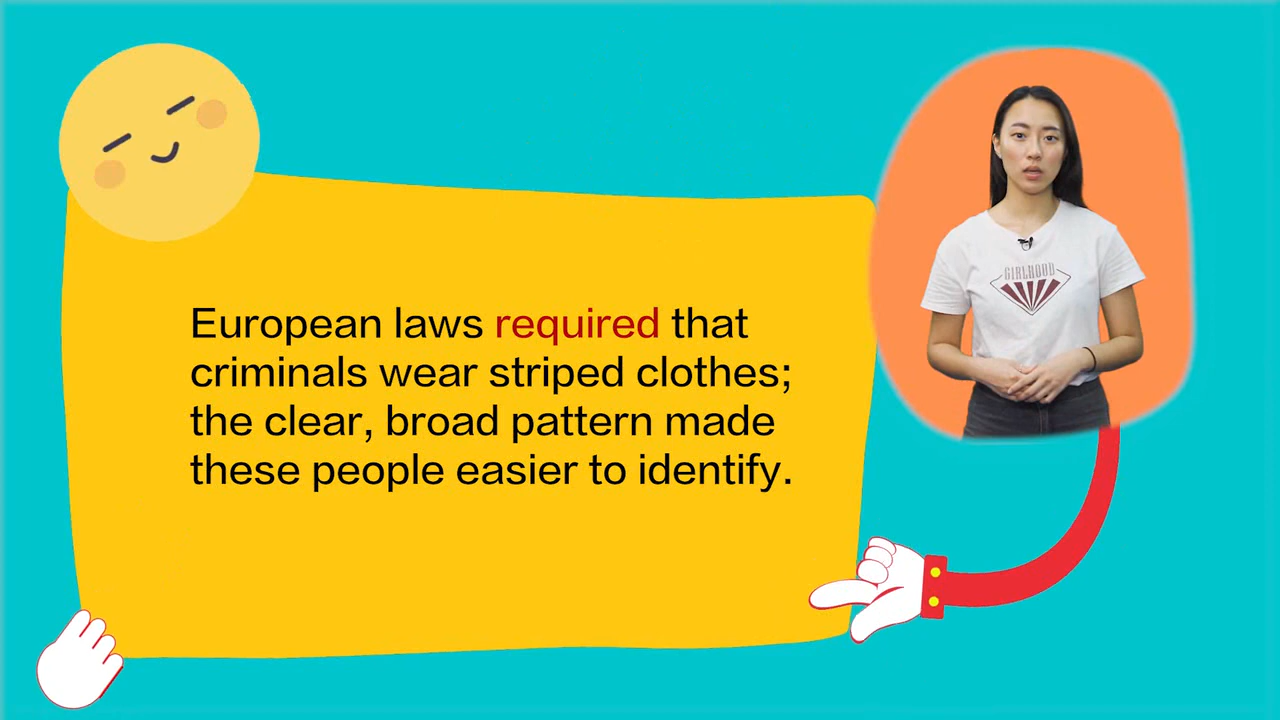 European laws required that
criminals wear striped clothes;
the clear, broad pattern made
these people easier to identify.
GIRLHOOD